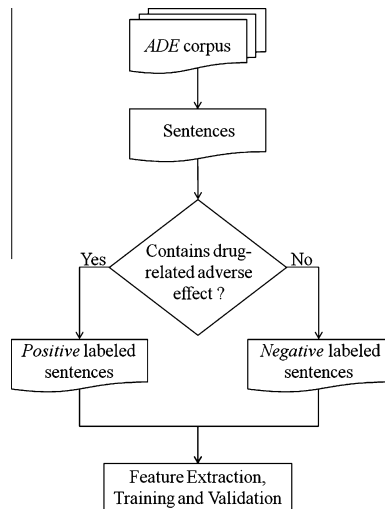 ADE corpus
Sentences
Contains drug-
related adverse
effect ?
Yes
No
Positive labeled
sentences
Negative labeled
sentences
Feature Extraction,
Training and Validation